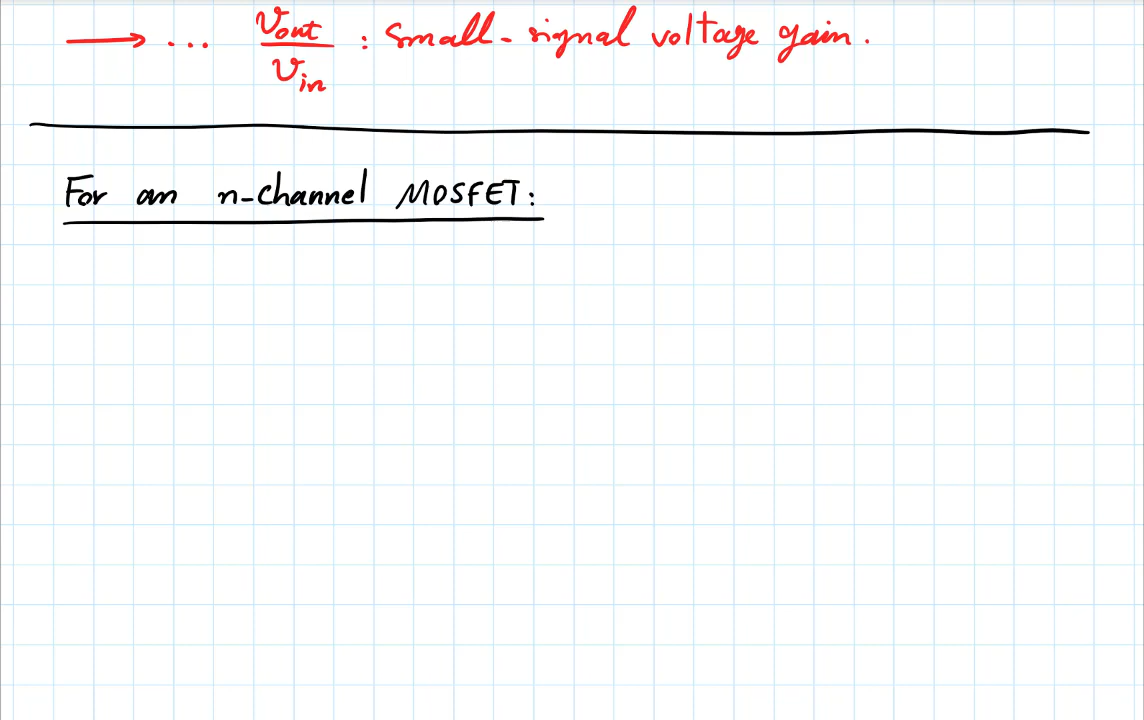 ⟶ ... Vout/Vin : Small-signal voltage gain.
For an n-channel MOSFET: